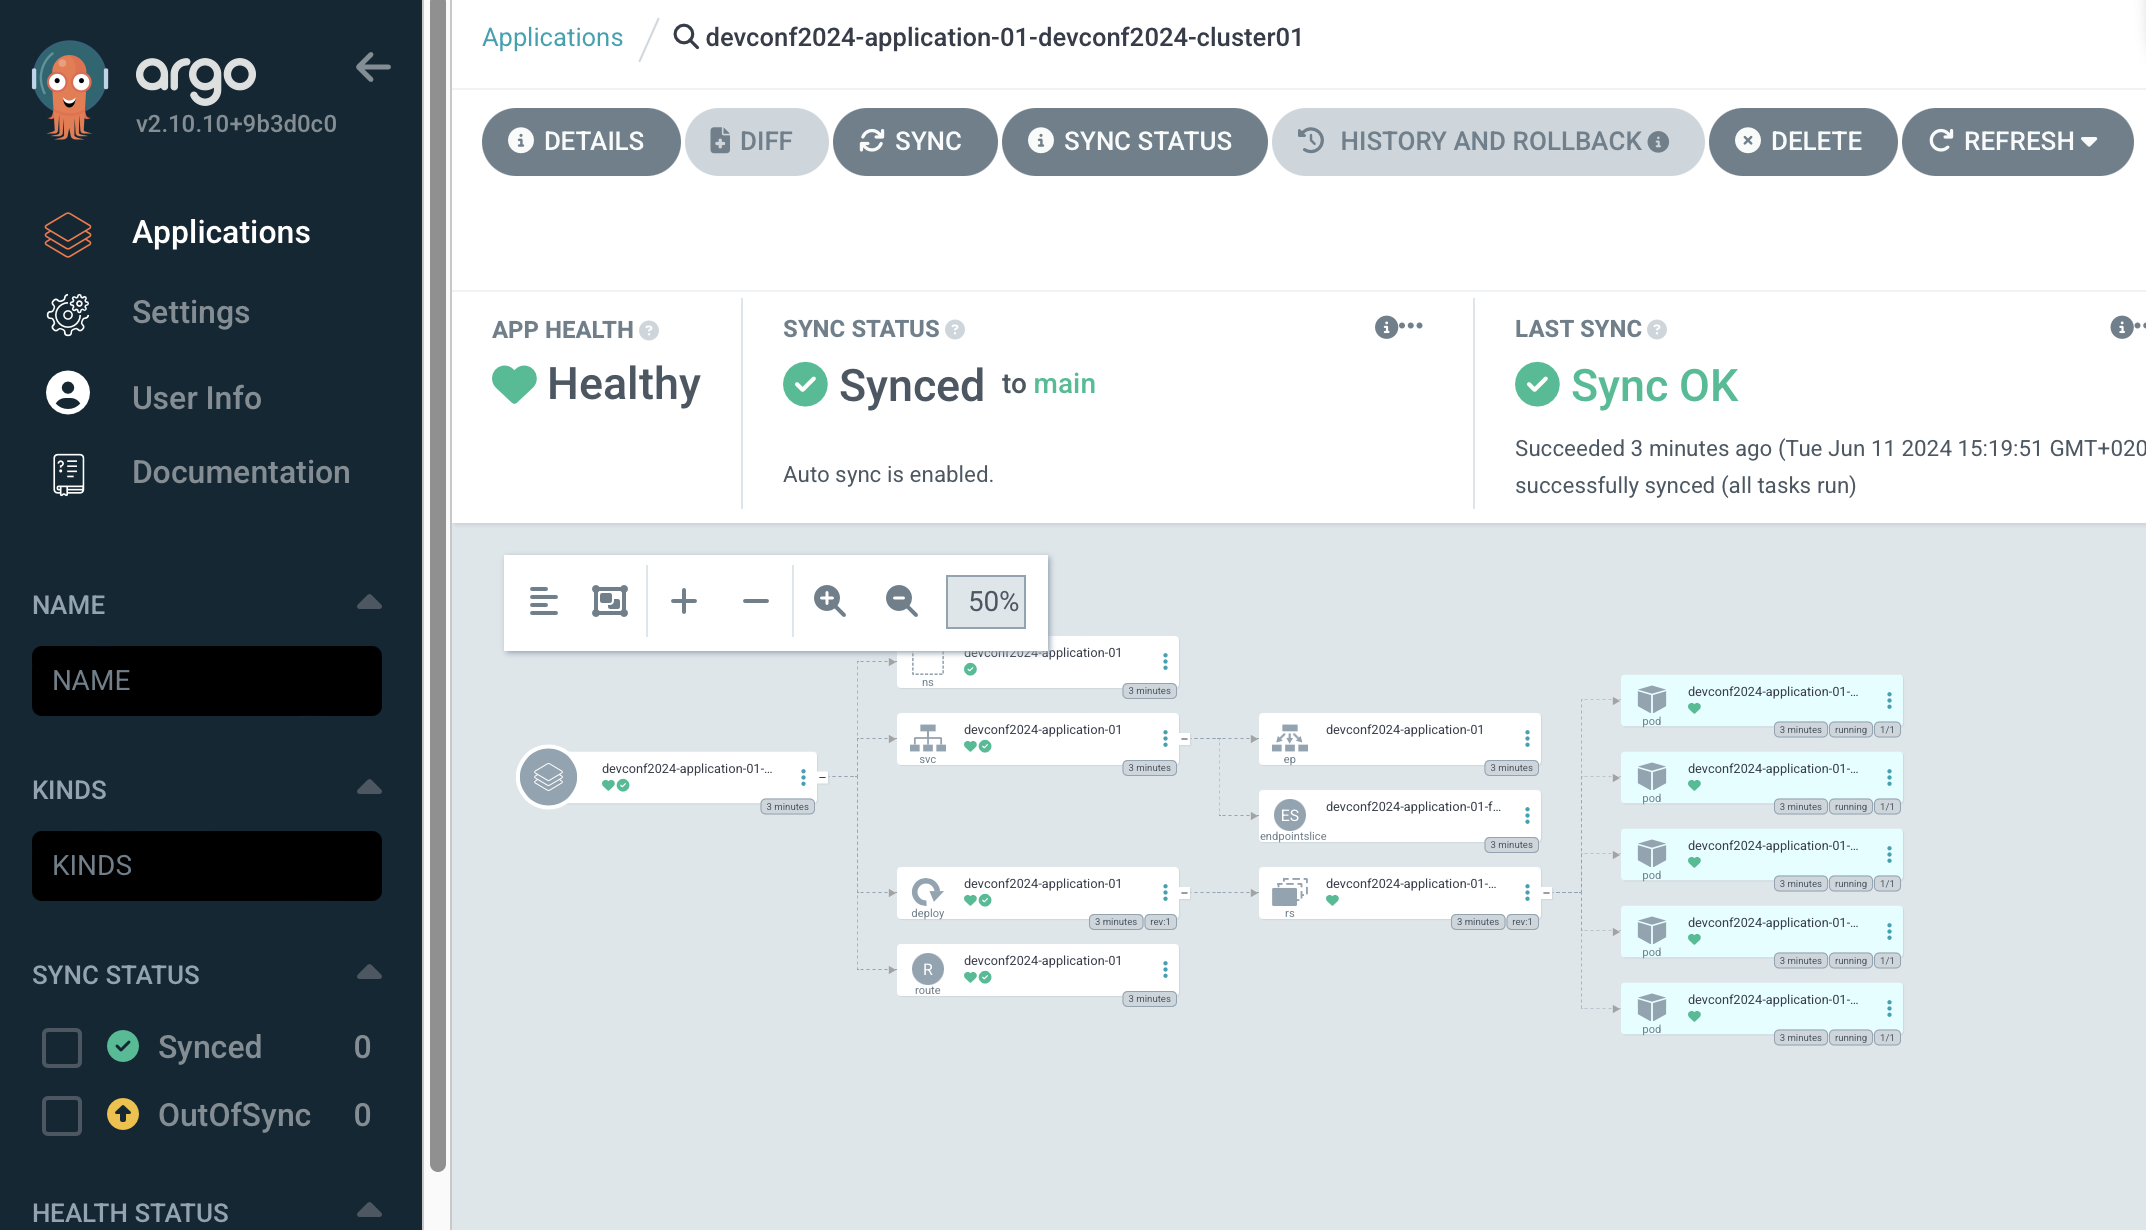 argo
v2.10.10+9b3d0c0
Applications
Settings
User Info
Documentation
NAME
NAME
KINDS
KINDS
SYNC STATUS
Synced 0
OutOfSync 0
HEALTH STATUS
Applications / devconf2024-application-01-devconf2024-cluster01
DETAILS DIFF SYNC SYNC STATUS HISTORY AND ROLLBACK DELETE REFRESH
APP HEALTH
Healthy
SYNC STATUS
Synced to main
Auto sync is enabled.
LAST SYNC
Sync OK
Succeeded 3 minutes ago (Tue Jun 11 2024 15:19:51 GMT+020
successfully synced (all tasks run)
50%
devconf2024-application-01-...
3 minutes
devconf2024-application-01
ns
3 minutes
devconf2024-application-01
svc
3 minutes
devconf2024-application-01
deploy
3 minutes rev:1
R
devconf2024-application-01
route
3 minutes
devconf2024-application-01
ep
3 minutes
ES
devconf2024-application-01-f...
endpointslice
3 minutes
devconf2024-application-01-...
rs
3 minutes rev:1
devconf2024-application-01-...
pod
3 minutes running 1/1
devconf2024-application-01-...
pod
3 minutes running 1/1
devconf2024-application-01-...
pod
3 minutes running 1/1
devconf2024-application-01-...
pod
3 minutes running 1/1
devconf2024-application-01-...
pod
3 minutes running 1/1